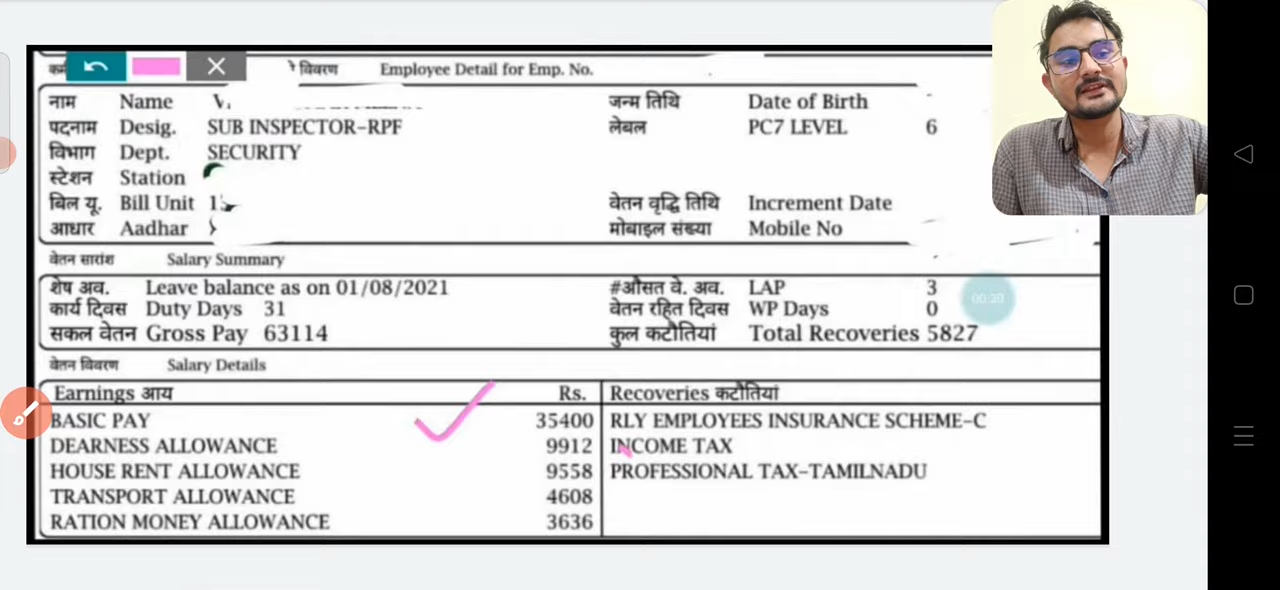 विवरण Employee Detail for Emp. No.
नाम Name जन्म तिथि Date of Birth
पदनाम Desig. SUB INSPECTOR-RPF लेबल PC7 LEVEL 6
विभाग Dept. SECURITY
स्टेशन Station
बिल यू. Bill Unit वेतन वृद्धि तिथि Increment Date
आधार Aadhar मोबाइल संख्या Mobile No
वेतन सारांश Salary Summary
शेष अव. Leave balance as on 01/08/2021 #औसत वे. अव. LAP 3
00:20
कार्य दिवस Duty Days 31 वेतन रहित दिवस WP Days 0
सकल वेतन Gross Pay 63114 कुल कटौतियां Total Recoveries 5827
वेतन विवरण Salary Details
Earnings आय Rs. Recoveries कटौतियां
BASIC PAY 35400 RLY EMPLOYEES INSURANCE SCHEME-C
DEARNESS ALLOWANCE 9912 INCOME TAX
HOUSE RENT ALLOWANCE 9558 PROFESSIONAL TAX-TAMILNADU
TRANSPORT ALLOWANCE 4608
RATION MONEY ALLOWANCE 3636